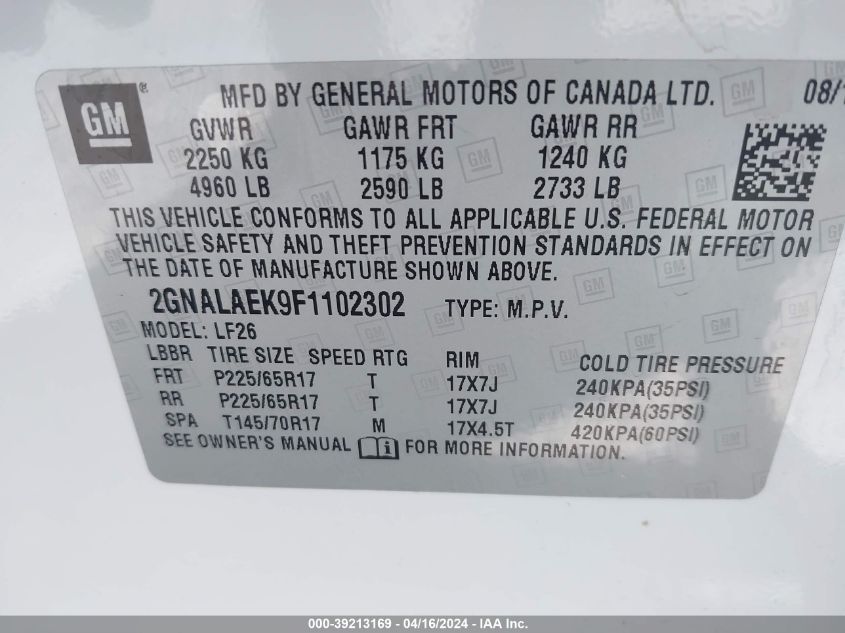 GM ® MFD BY GENERAL MOTORS OF CANADA LTD. 08/1
GVWR GAWR FRT GAWR RR
2250 KG 1175 KG 1240 KG
4960 LB 2590 LB 2733 LB
THIS VEHICLE CONFORMS TO ALL APPLICABLE U.S. FEDERAL MOTOR
VEHICLE SAFETY AND THEFT PREVENTION STANDARDS IN EFFECT ON
THE DATE OF MANUFACTURE SHOWN ABOVE.
2GNALAEK9F1102302 TYPE: M.P.V.
MODEL: LF26
LBBR TIRE SIZE SPEED RTG RIM COLD TIRE PRESSURE
FRT P225/65R17 T 17X7J 240KPA(35PSI)
RR P225/65R17 T 17X7J 240KPA(35PSI)
SPA T145/70R17 M 17X4.5T 420KPA(60PSI)
SEE OWNER'S MANUAL i FOR MORE INFORMATION.
000-39213169 - 04/16/2024 - IAA Inc.